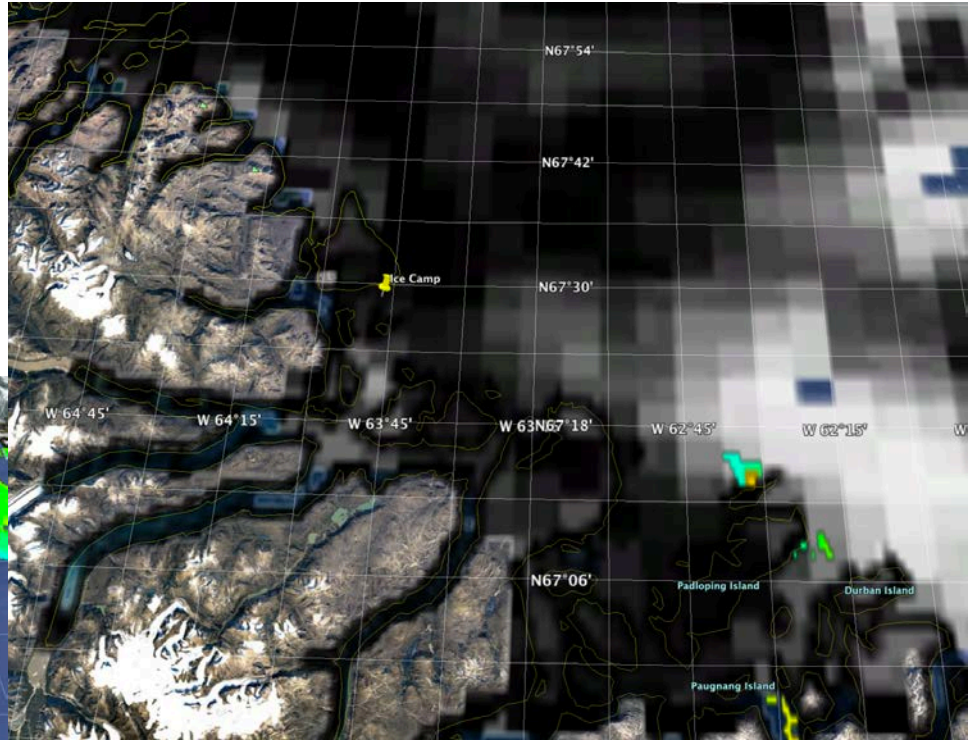 N67°54'
N67°42'
Ice Camp
N67°30'
W 64°45'
W 64°15'
W 63°45'
N67°18'
W 62°45'
W 62°15'
N67°06'
Padloping Island
Durban Island
Paugnang Island